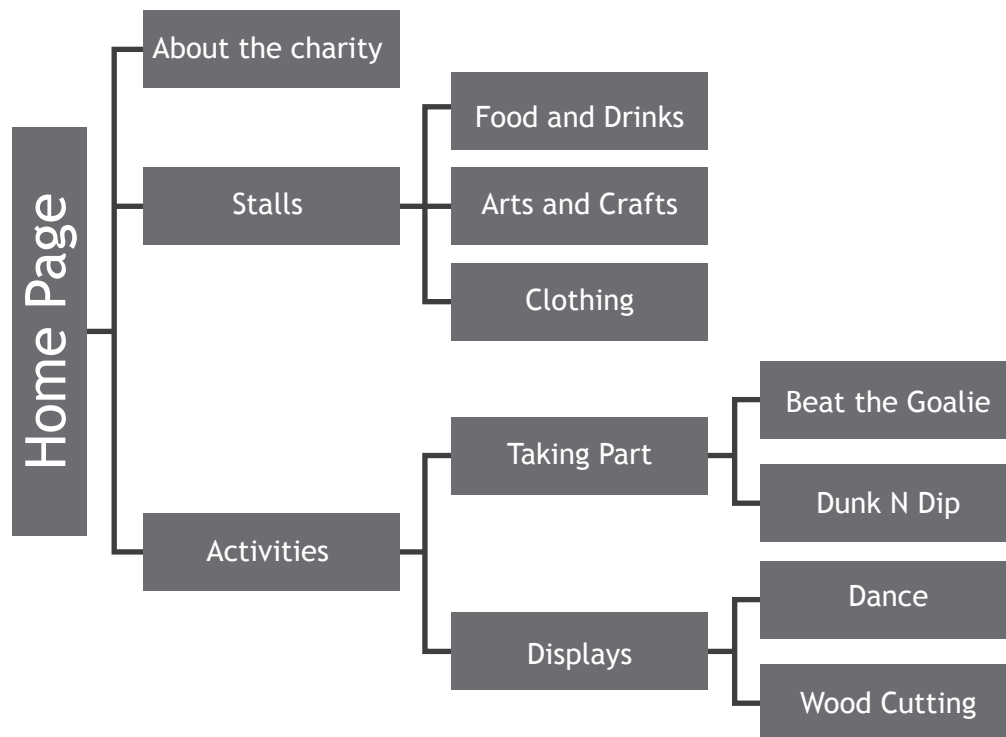 Home Page
About the charity
Stalls
Food and Drinks
Arts and Crafts
Clothing
Activities
Taking Part
Beat the Goalie
Dunk N Dip
Displays
Dance
Wood Cutting